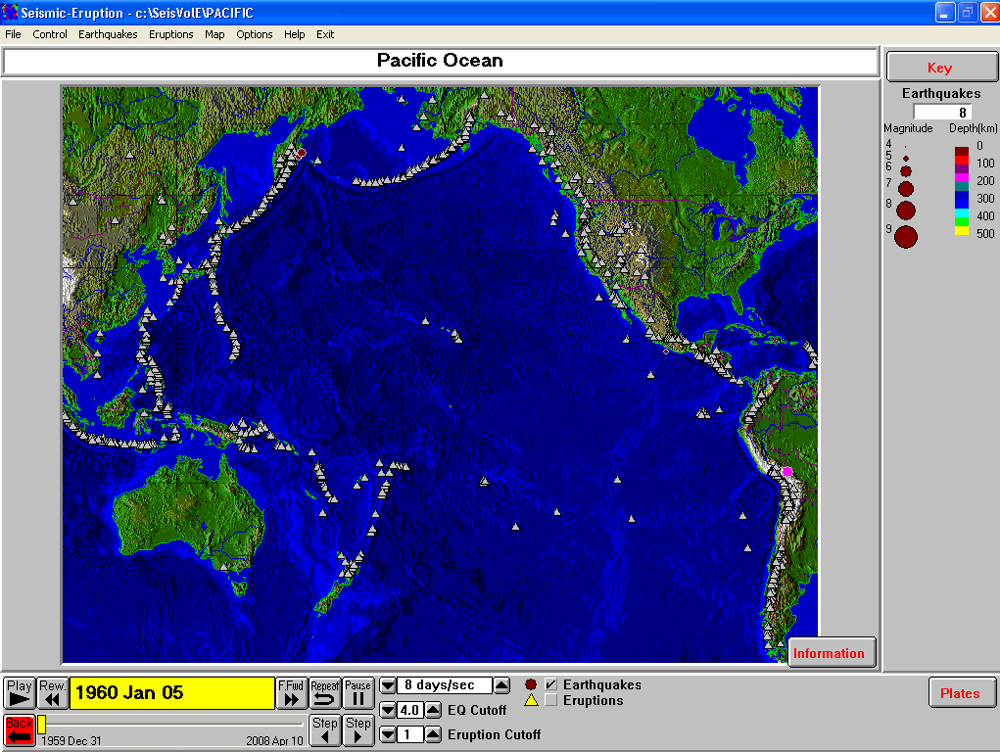 Seismic-Eruption - c:\SeisVolE\PACIFIC
File Control Earthquakes Eruptions Map Options Help Exit
Pacific Ocean
Key
Earthquakes
8
Magnitude Depth[km]
4
5
6
7
8
9
0
100
200
300
400
500
Information
Play Rew. 1960 Jan 05 F.Fwd Repeat Pause 8 days/sec Earthquakes
Eruptions
Plates
4.0 EQ Cutoff
Back Step Step 1 Eruption Cutoff
1959 Dec 31 2008 Apr 10